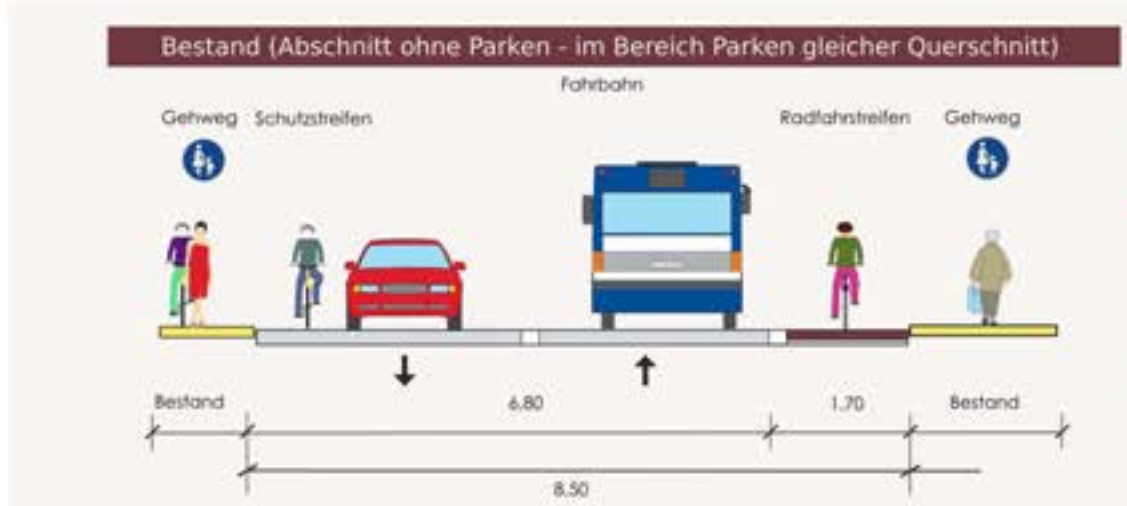 Bestand (Abschnitt ohne Parken - im Bereich Parken gleicher Querschnitt)
Fahrbahn
Gehweg Schutzstreifen Radfahrstreifen Gehweg
Bestand 6,80 1,70 Bestand
8,50